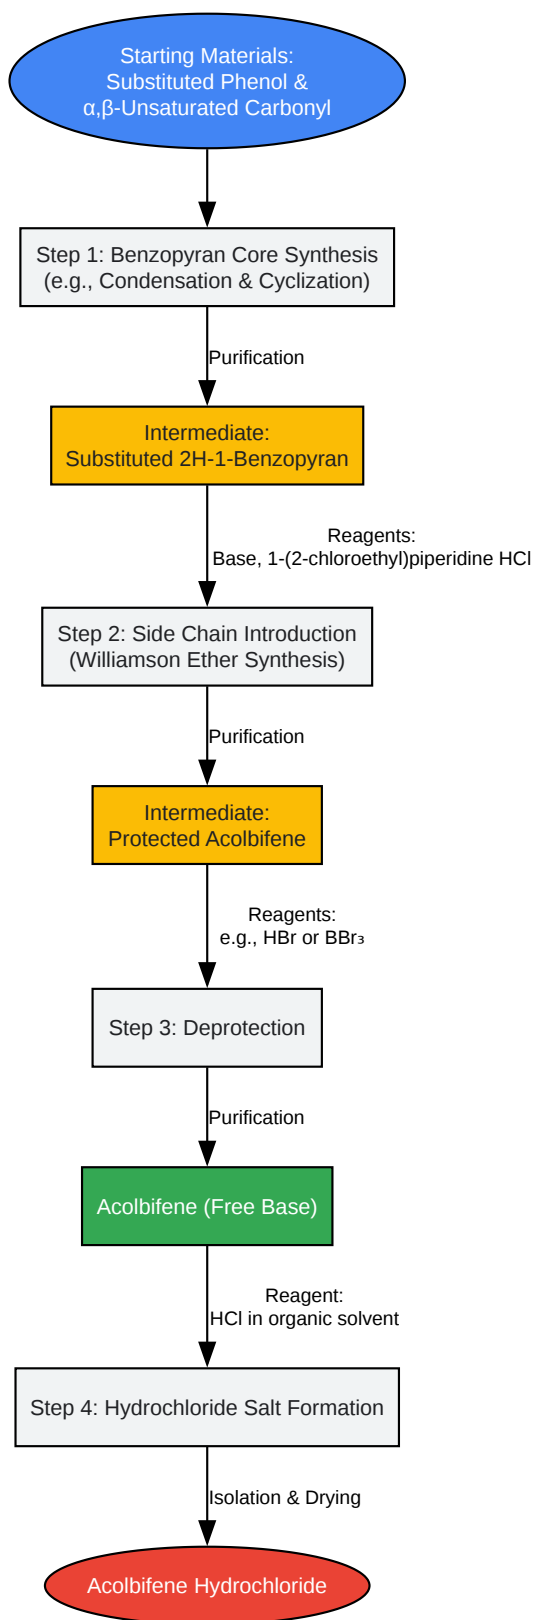 Starting Materials:
Substituted Phenol &
α,β-Unsaturated Carbonyl
Step 1: Benzopyran Core Synthesis
(e.g., Condensation & Cyclization)
Purification
Intermediate:
Substituted 2H-1-Benzopyran
Reagents:
Base, 1-(2-chloroethyl)piperidine HCl
Step 2: Side Chain Introduction
(Williamson Ether Synthesis)
Purification
Intermediate:
Protected Acolbifene
Reagents:
e.g., HBr or BBr₃
Step 3: Deprotection
Purification
Acolbifene (Free Base)
Reagent:
HCl in organic solvent
Step 4: Hydrochloride Salt Formation
Isolation & Drying
Acolbifene Hydrochloride